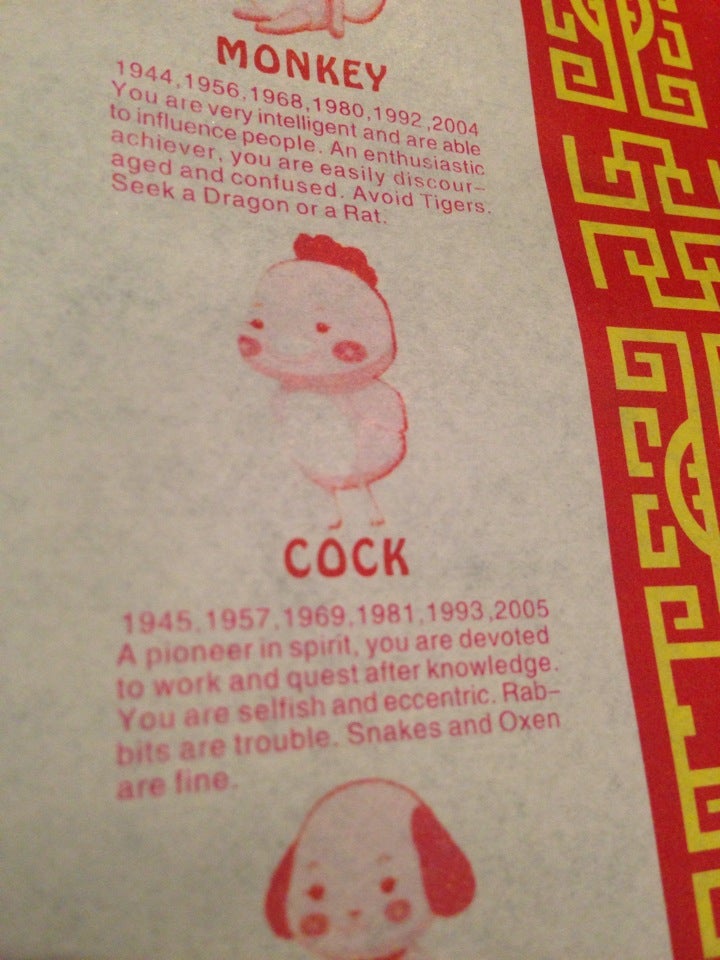 MONKEY
1944,1956,1968,1980,1992,2004
You are very intelligent and are able
to influence people. An enthusiastic
achiever, you are easily discour-
aged and confused. Avoid Tigers.
Seek a Dragon or a Rat.
COCK
1945,1957,1969,1981,1993,2005
A pioneer in spirit, you are devoted
to work and quest after knowledge.
You are selfish and eccentric. Rab-
bits are trouble. Snakes and Oxen
are fine.